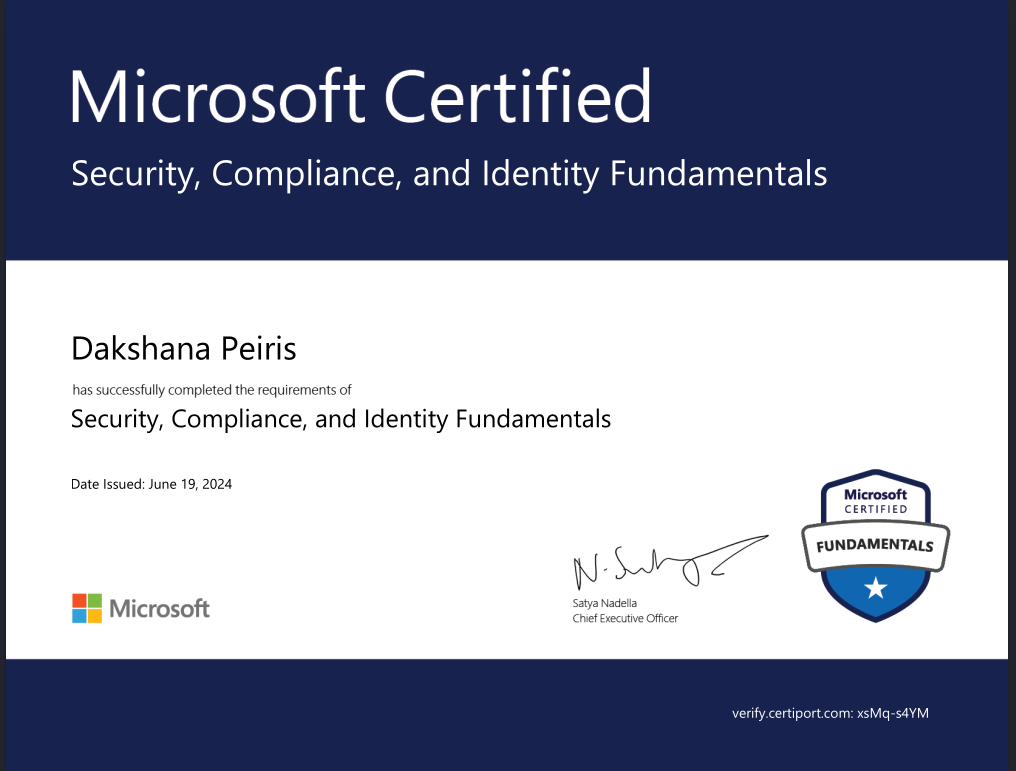 Microsoft Certified
Security, Compliance, and Identity Fundamentals
Dakshana Peiris
has successfully completed the requirements of
Security, Compliance, and Identity Fundamentals
Date Issued: June 19, 2024
Microsoft
CERTIFIED
FUNDAMENTALS
N. Satya
Satya Nadella
Chief Executive Officer
Microsoft
verify.certiport.com: xsMq-s4YM